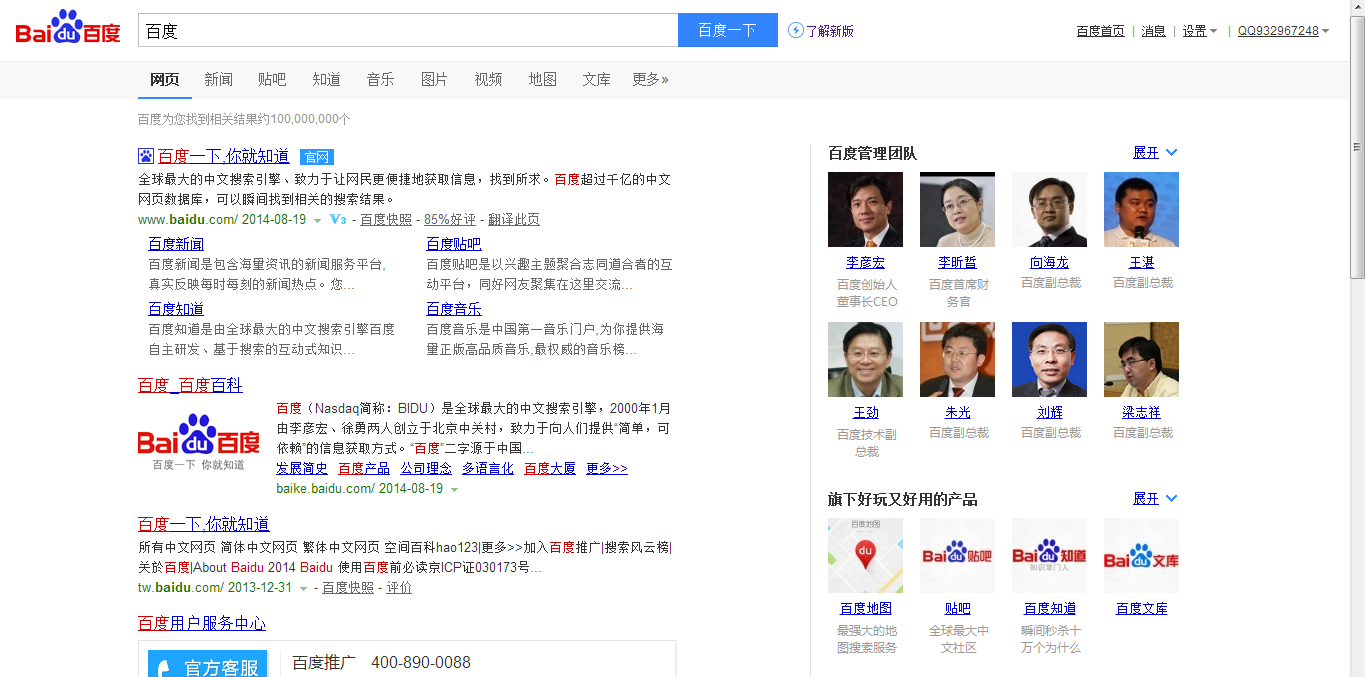 Bai du 百度
百度
百度一下
了解新版
百度首页 | 消息 | 设置 | QQ932967248
网页 新闻 贴吧 知道 音乐 图片 视频 地图 文库 更多»
百度为您找到相关结果约100,000,000个
百度一下,你就知道 官网
全球最大的中文搜索引擎、致力于让网民更便捷地获取信息，找到所求。百度超过千亿的中文
网页数据库，可以瞬间找到相关的搜索结果。
www.baidu.com/ 2014-08-19 V3 - 百度快照 - 85%好评 - 翻译此页
百度新闻
百度新闻是包含海量资讯的新闻服务平台,
真实反映每时每刻的新闻热点。您...
百度贴吧
百度贴吧是以兴趣主题聚合志同道合者的互
动平台，同好网友聚集在这里交流...
百度知道
百度知道是由全球最大的中文搜索引擎百度
自主研发、基于搜索的互动式知识...
百度音乐
百度音乐是中国第一音乐门户,为你提供海
量正版高品质音乐,最权威的音乐榜...
百度_百度百科
Bai du 百度
百度一下 你就知道
百度（Nasdaq简称：BIDU）是全球最大的中文搜索引擎，2000年1月
由李彦宏、徐勇两人创立于北京中关村，致力于向人们提供“简单，可
依赖”的信息获取方式。“百度”二字源于中国...
发展简史 百度产品 公司理念 多语言化 百度大厦 更多>>
baike.baidu.com/ 2014-08-19
百度一下,你就知道
所有中文网页 简体中文网页 繁体中文网页 空间百科hao123|更多>>加入百度推广|搜索风云榜|
关於百度|About Baidu 2014 Baidu 使用百度前必读京ICP证030173号...
tw.baidu.com/ 2013-12-31 - 百度快照 - 评价
百度用户服务中心
官方客服
百度推广 400-890-0088
百度管理团队 展开
李彦宏 李昕晢 向海龙 王湛
百度创始人 百度首席财 百度副总裁 百度副总裁
董事长CEO 务官
王劲 朱光 刘辉 梁志祥
百度技术副 百度副总裁 百度副总裁 百度副总裁
总裁
旗下好玩又好用的产品 展开
百度地图
du
Bai du 贴吧
Bai du 知道
知识掌门人
Bai du 文库
百度地图 贴吧 百度知道 百度文库
最强大的地 全球最大中 瞬间秒杀十
图搜索服务 文社区 万个为什么